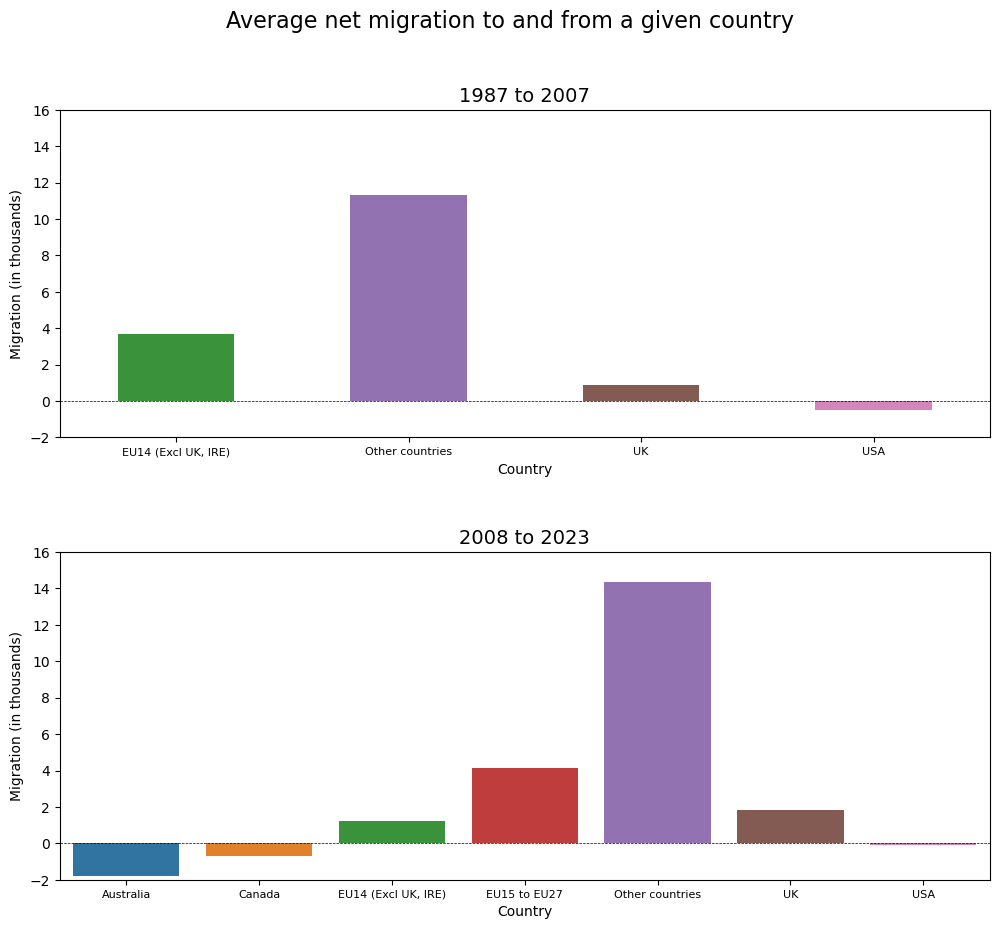 Average net migration to and from a given country
1987 to 2007
Migration (in thousands)
16
14
12
10
8
6
4
2
0
−2
EU14 (Excl UK, IRE)
Other countries
UK
USA
Country
2008 to 2023
Migration (in thousands)
16
14
12
10
8
6
4
2
0
−2
Australia
Canada
EU14 (Excl UK, IRE)
EU15 to EU27
Other countries
UK
USA
Country